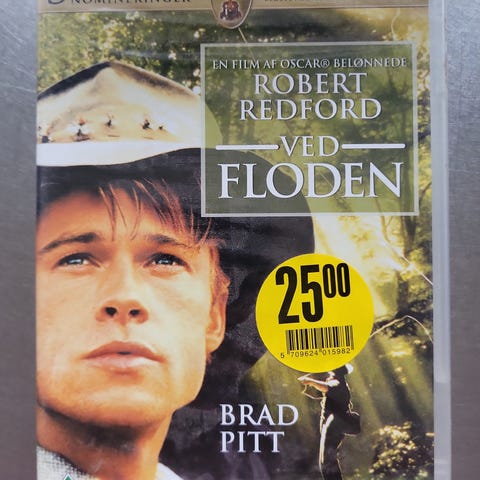 NOMINERINGER
EN FILM AF OSCAR® BELØNNEDE
ROBERT
REDFORD
VED
FLODEN
25⁰⁰
5 709624 015982
BRAD
PITT